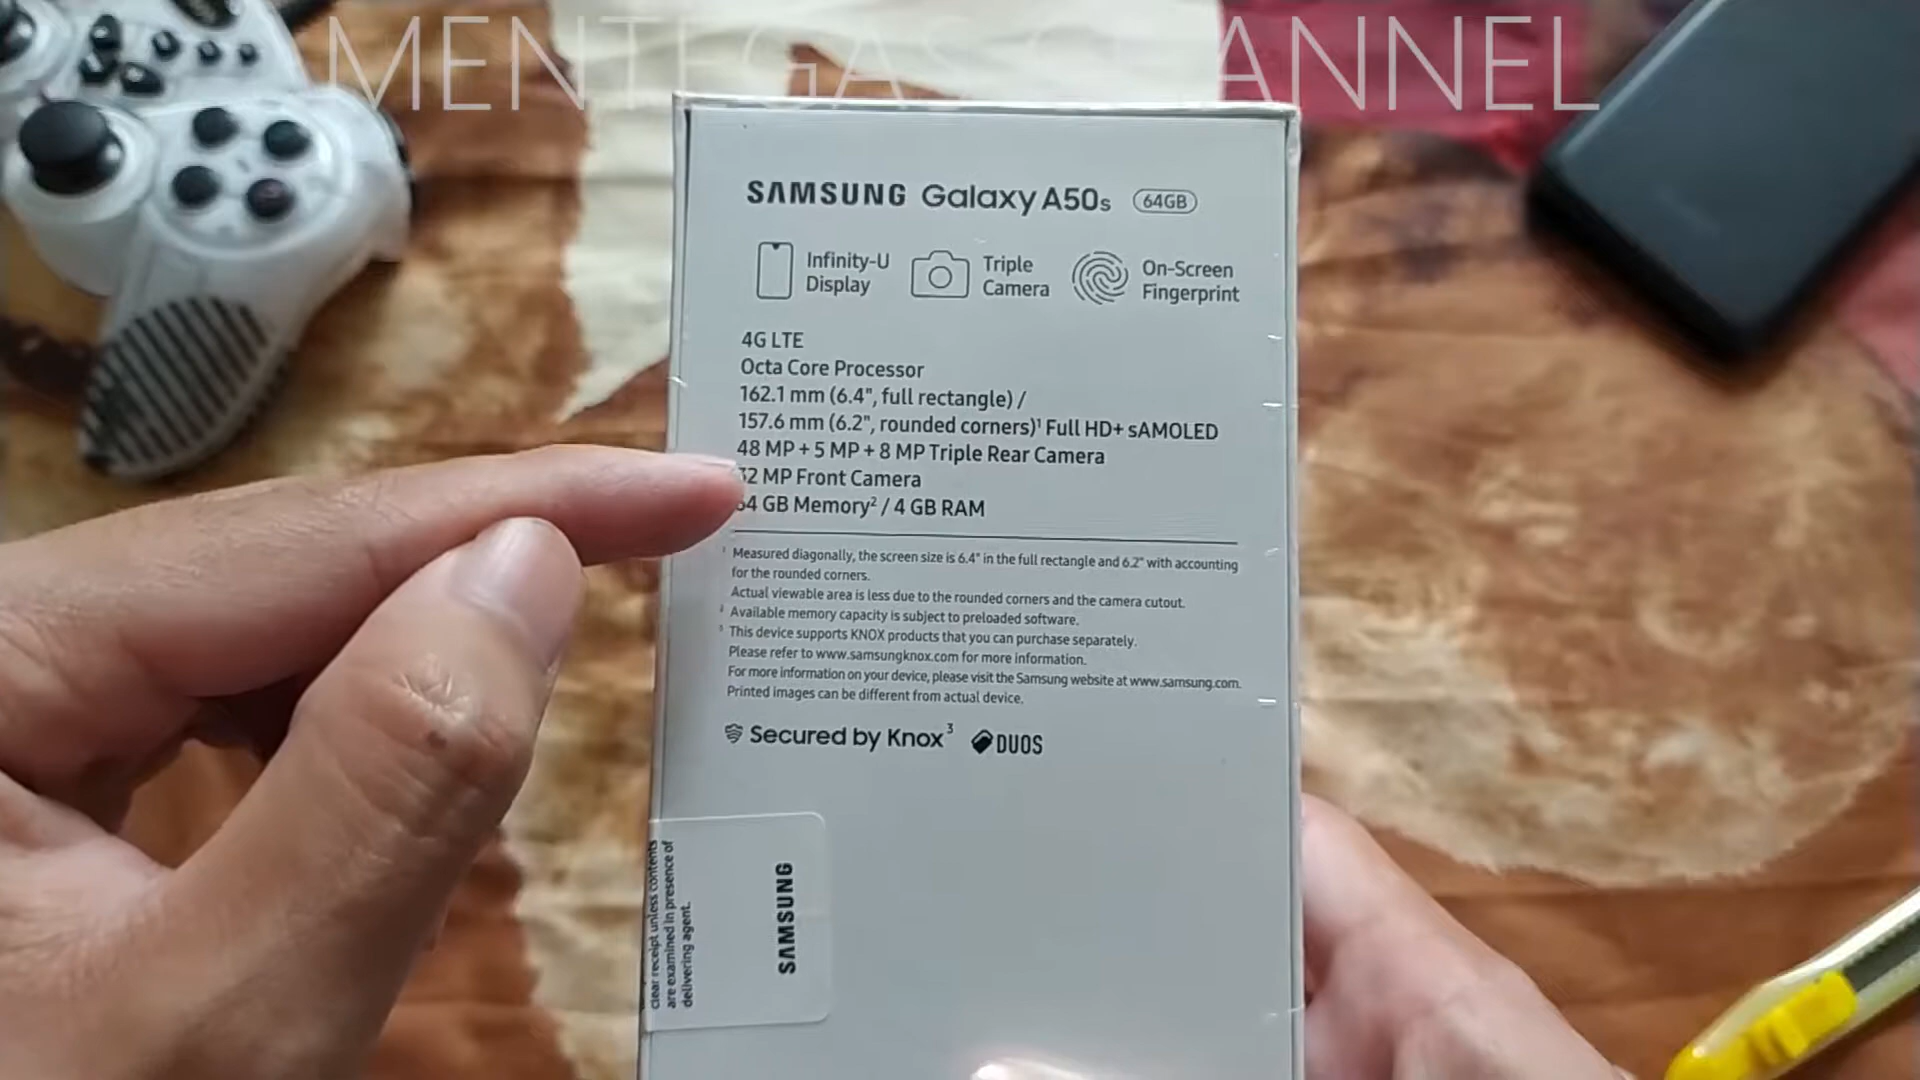 MENTEGAS CHANNEL
SAMSUNG Galaxy A50s 64GB
Infinity-U
Display
Triple
Camera
On-Screen
Fingerprint
4G LTE
Octa Core Processor
162.1 mm (6.4", full rectangle) /
157.6 mm (6.2", rounded corners)¹ Full HD+ sAMOLED
48 MP + 5 MP + 8 MP Triple Rear Camera
32 MP Front Camera
64 GB Memory² / 4 GB RAM
¹ Measured diagonally, the screen size is 6.4" in the full rectangle and 6.2" with accounting
for the rounded corners.
Actual viewable area is less due to the rounded corners and the camera cutout.
² Available memory capacity is subject to preloaded software.
³ This device supports KNOX products that you can purchase separately.
Please refer to www.samsungknox.com for more information.
For more information on your device, please visit the Samsung website at www.samsung.com.
Printed images can be different from actual device.
Secured by Knox³
DUOS
clear receipt unless contents
are examined in presence of
delivering agent.
SAMSUNG